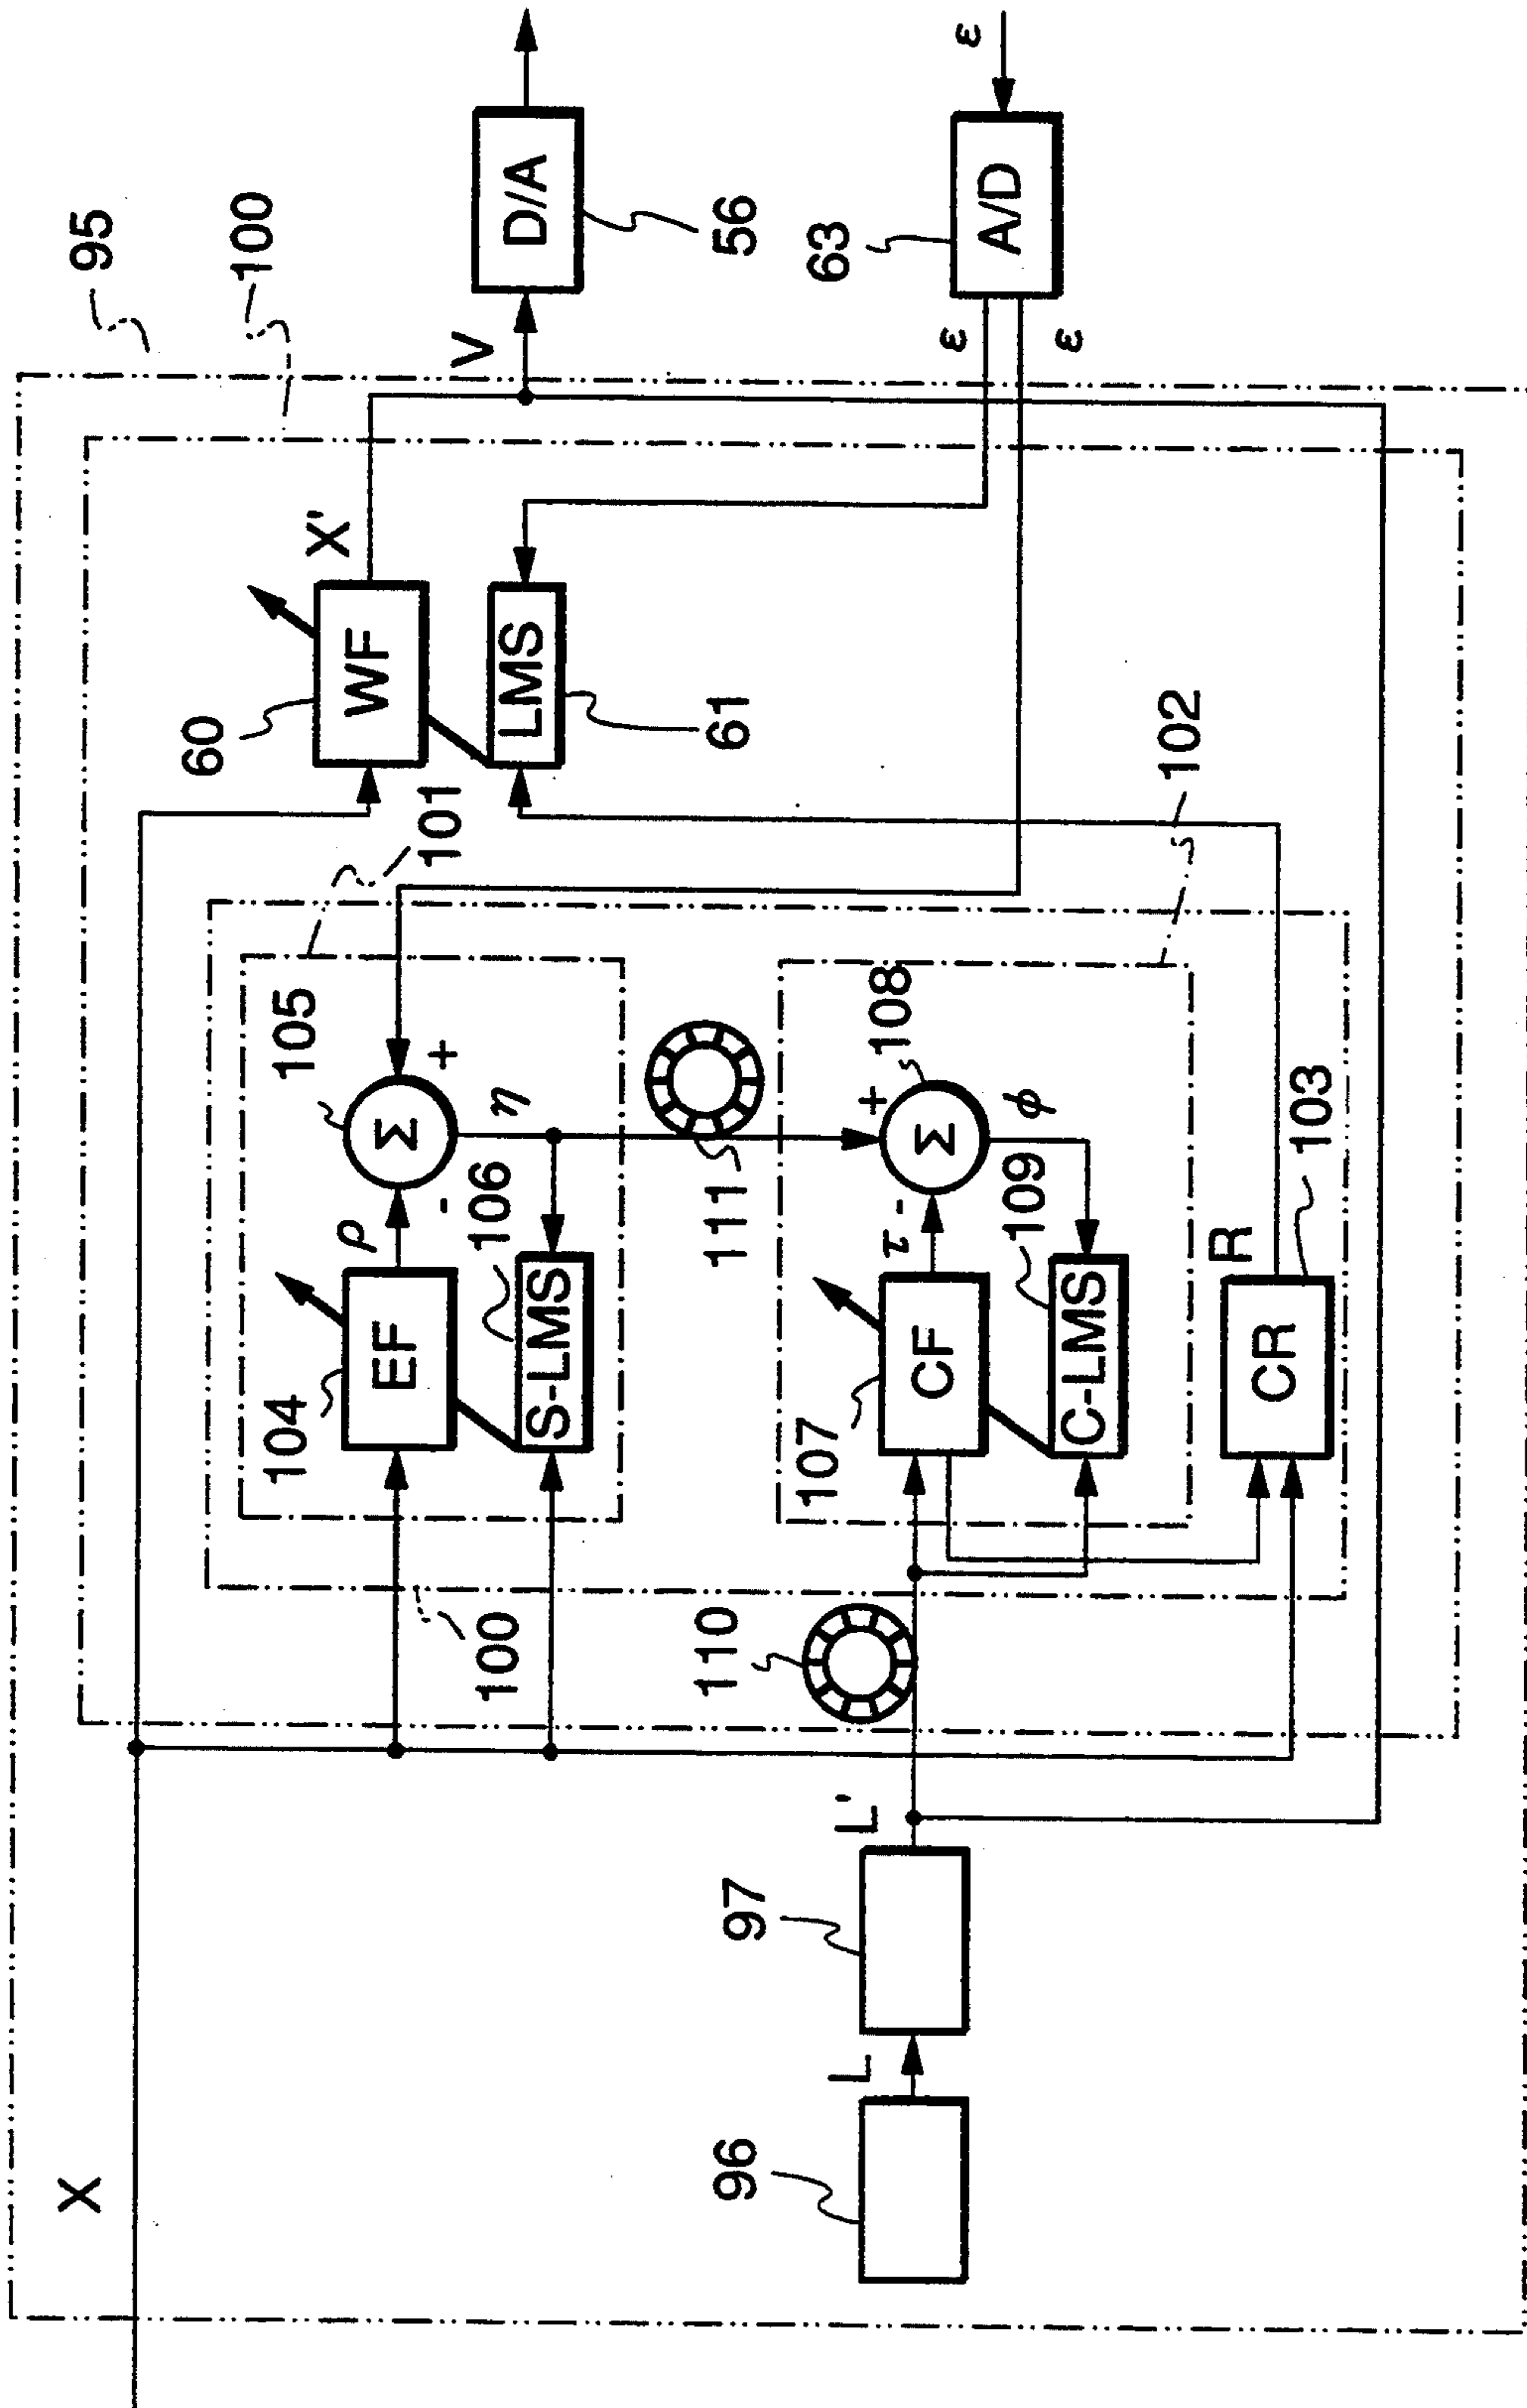 95
100
X
60
WF
X'
V
D/A
56
LMS
61
63
A/D
ε
ε
ε
101
105
104
EF
ρ
Σ
-
+
η
106
S-LMS
100
111
102
110
107
CF
τ
-
Σ
+
108
φ
109
C-LMS
R
CR
103
96
L
97
L'